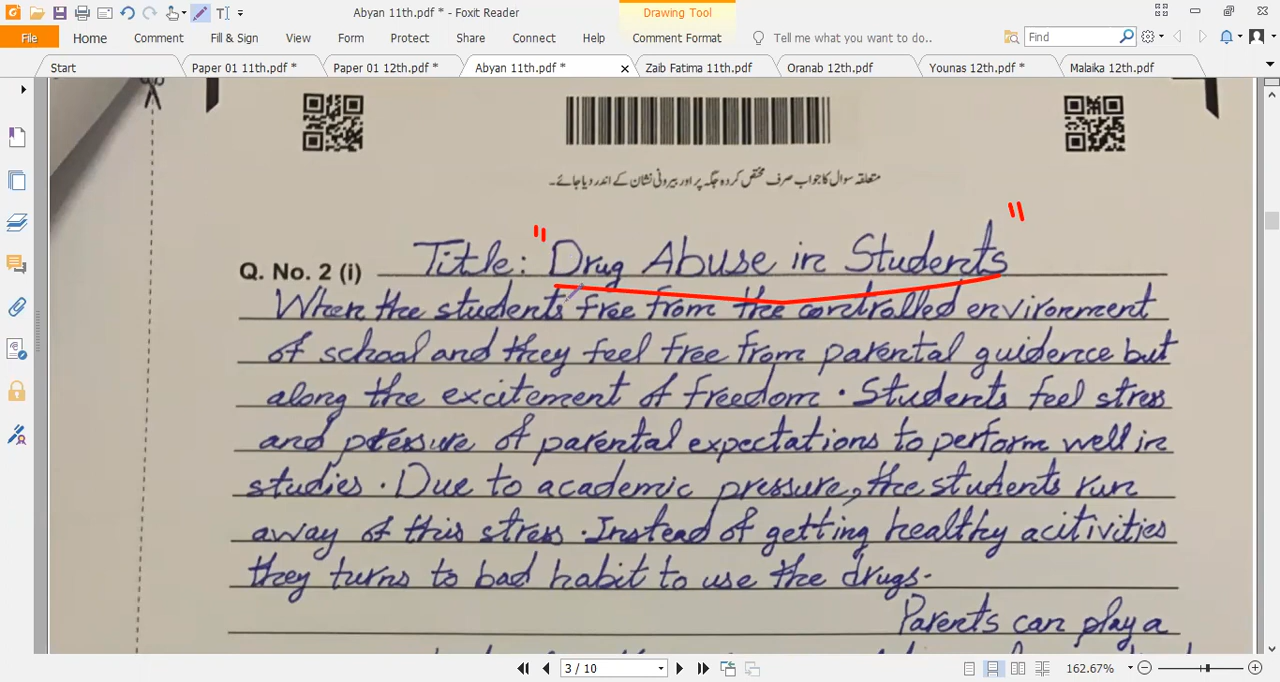 Abyan 11th.pdf * - Foxit Reader
Drawing Tool
File Home Comment Fill & Sign View Form Protect Share Connect Help Comment Format Tell me what you want to do.. Find
Start Paper 01 11th.pdf * Paper 01 12th.pdf * Abyan 11th.pdf * Zaib Fatima 11th.pdf Oranab 12th.pdf Younas 12th.pdf * Malaika 12th.pdf
متعلقہ سوال کا جواب صرف مختص کردہ جگہ پر اور بیرونی نشان کے اندر دیا جائے۔
Q. No. 2 (i) Title: "Drug Abuse in Students"
When the students free from the controlled environment
of school and they feel free from parental guidence but
along the excitement of freedom. Students feel stress
and pressure of parental expectations to perform well in
studies. Due to academic pressure, the students run
away of this stress. Instead of getting healthy acitivities
they turns to bad habit to use the drugs.
Parents can play a
3 / 10
162.67%